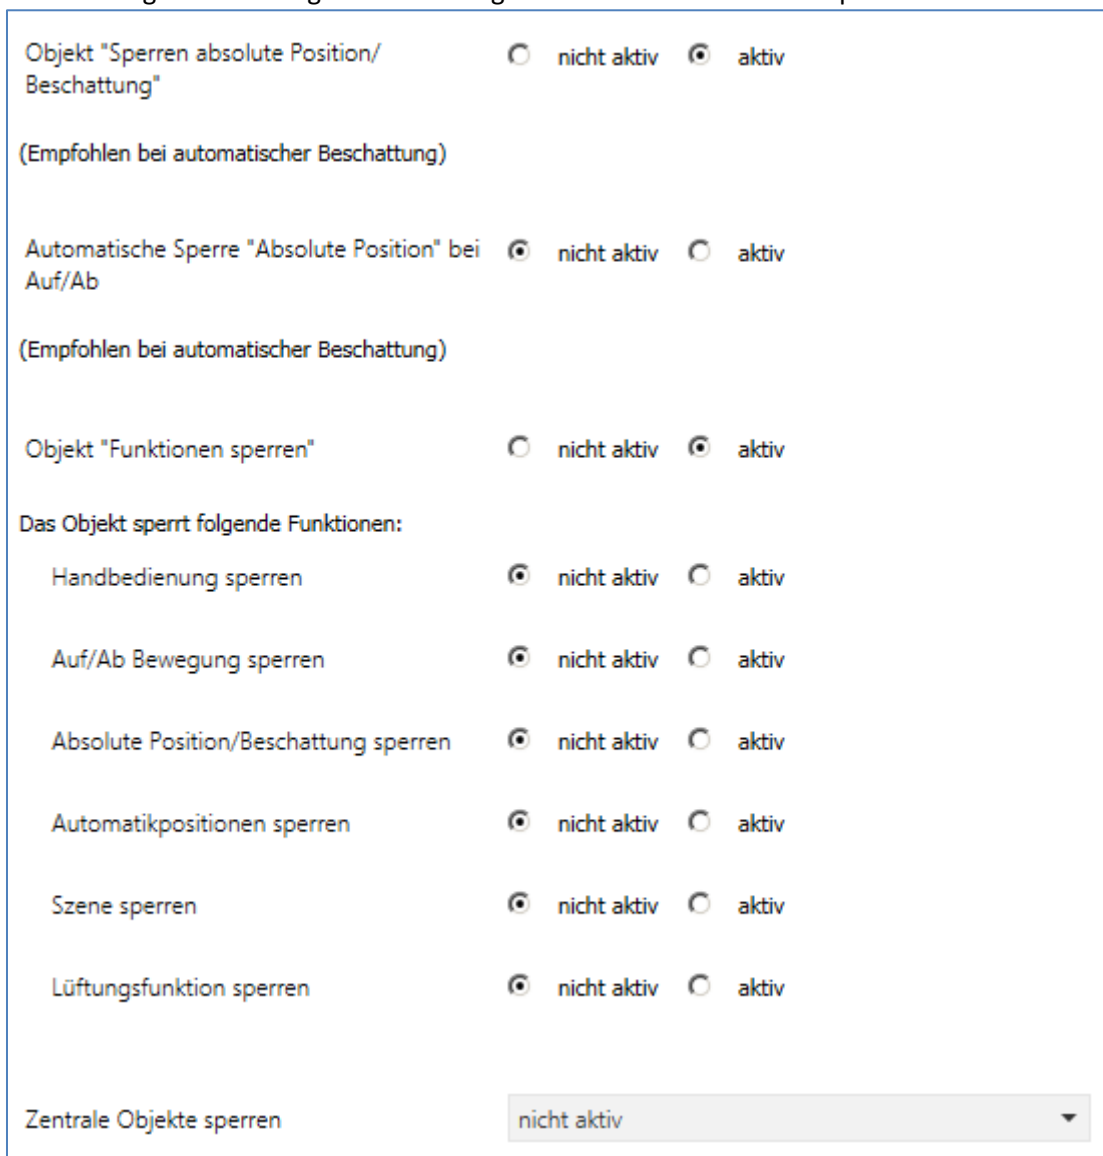 Objekt "Sperren absolute Position/ nicht aktiv aktiv
Beschattung"
(Empfohlen bei automatischer Beschattung)
Automatische Sperre "Absolute Position" bei nicht aktiv aktiv
Auf/Ab
(Empfohlen bei automatischer Beschattung)
Objekt "Funktionen sperren" nicht aktiv aktiv
Das Objekt sperrt folgende Funktionen:
Handbedienung sperren nicht aktiv aktiv
Auf/Ab Bewegung sperren nicht aktiv aktiv
Absolute Position/Beschattung sperren nicht aktiv aktiv
Automatikpositionen sperren nicht aktiv aktiv
Szene sperren nicht aktiv aktiv
Lüftungsfunktion sperren nicht aktiv aktiv
Zentrale Objekte sperren nicht aktiv